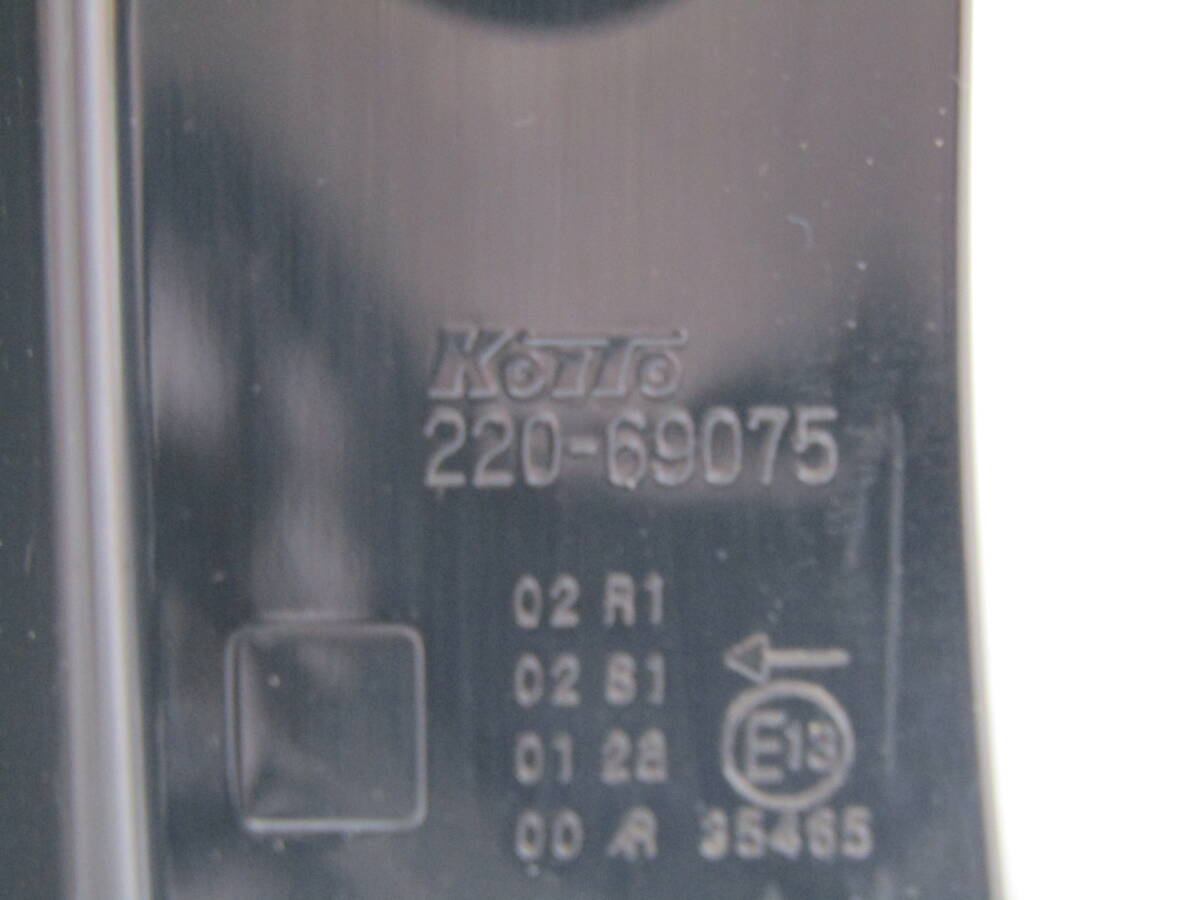 KOITO
220-69075
02 R1
02 S1
01 2a
E13
00 AR 35465